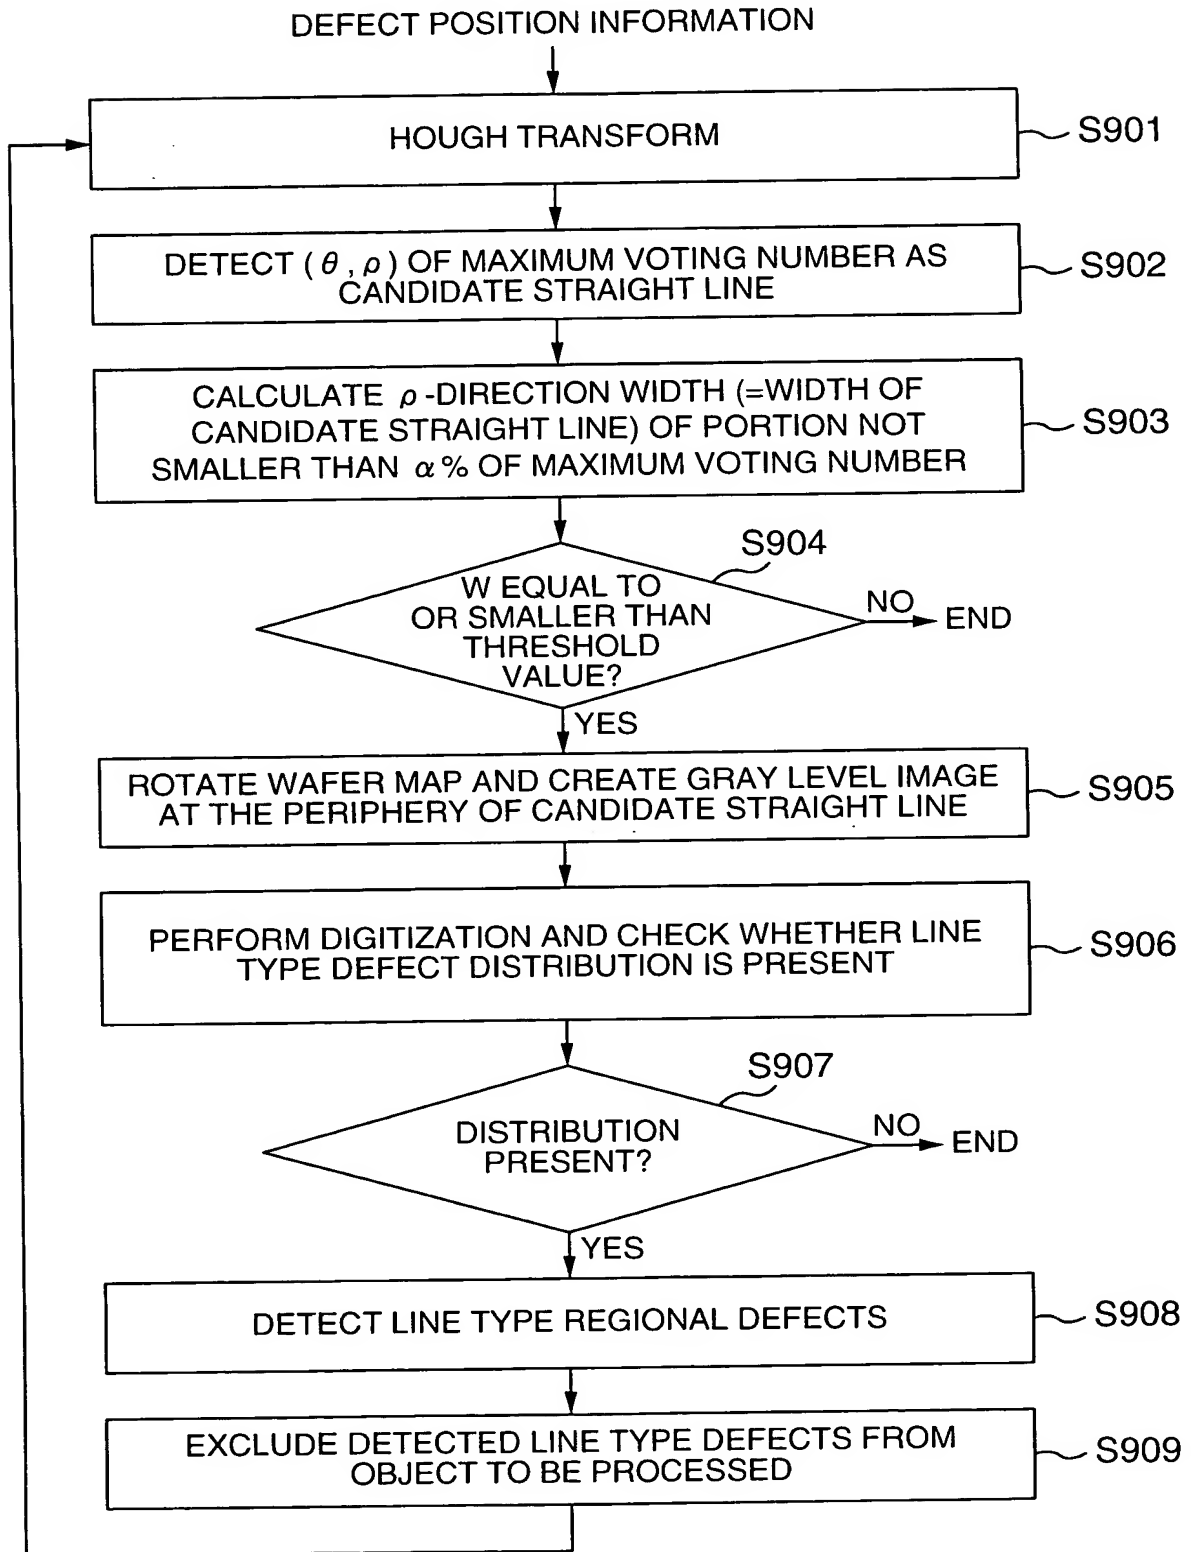 DEFECT POSITION INFORMATION
HOUGH TRANSFORM
S901
DETECT (θ, ρ) OF MAXIMUM VOTING NUMBER AS
CANDIDATE STRAIGHT LINE
S902
CALCULATE ρ-DIRECTION WIDTH (=WIDTH OF
CANDIDATE STRAIGHT LINE) OF PORTION NOT
SMALLER THAN α% OF MAXIMUM VOTING NUMBER
S903
S904
W EQUAL TO
OR SMALLER THAN
THRESHOLD
VALUE?
NO
END
YES
ROTATE WAFER MAP AND CREATE GRAY LEVEL IMAGE
AT THE PERIPHERY OF CANDIDATE STRAIGHT LINE
S905
PERFORM DIGITIZATION AND CHECK WHETHER LINE
TYPE DEFECT DISTRIBUTION IS PRESENT
S906
S907
DISTRIBUTION
PRESENT?
NO
END
YES
DETECT LINE TYPE REGIONAL DEFECTS
S908
EXCLUDE DETECTED LINE TYPE DEFECTS FROM
OBJECT TO BE PROCESSED
S909